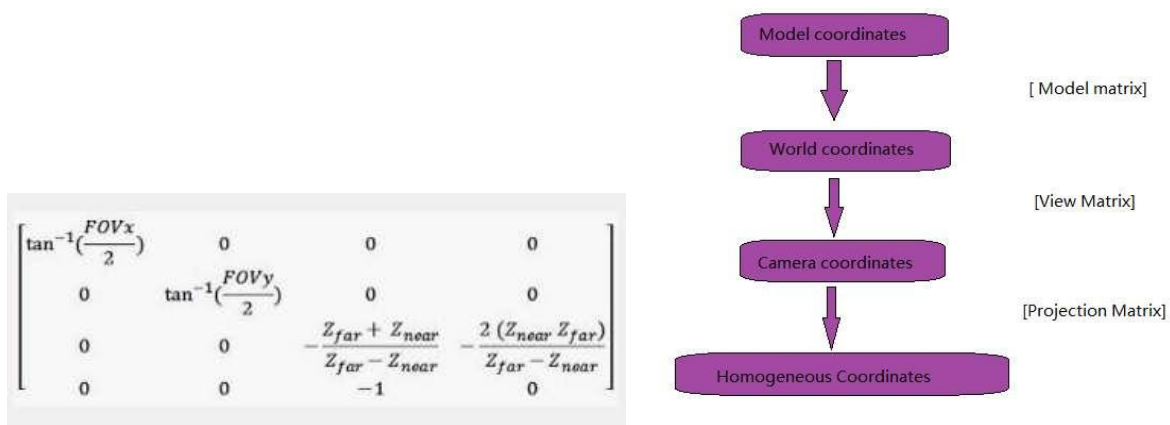 tan⁻¹(FOVx/2) 0 0 0
0 tan⁻¹(FOVy/2) 0 0
0 0 -(Z_far + Z_near)/(Z_far - Z_near) -(2 (Z_near Z_far))/(Z_far - Z_near)
0 0 -1 0
Model coordinates
[ Model matrix]
World coordinates
[View Matrix]
Camera coordinates
[Projection Matrix]
Homogeneous Coordinates